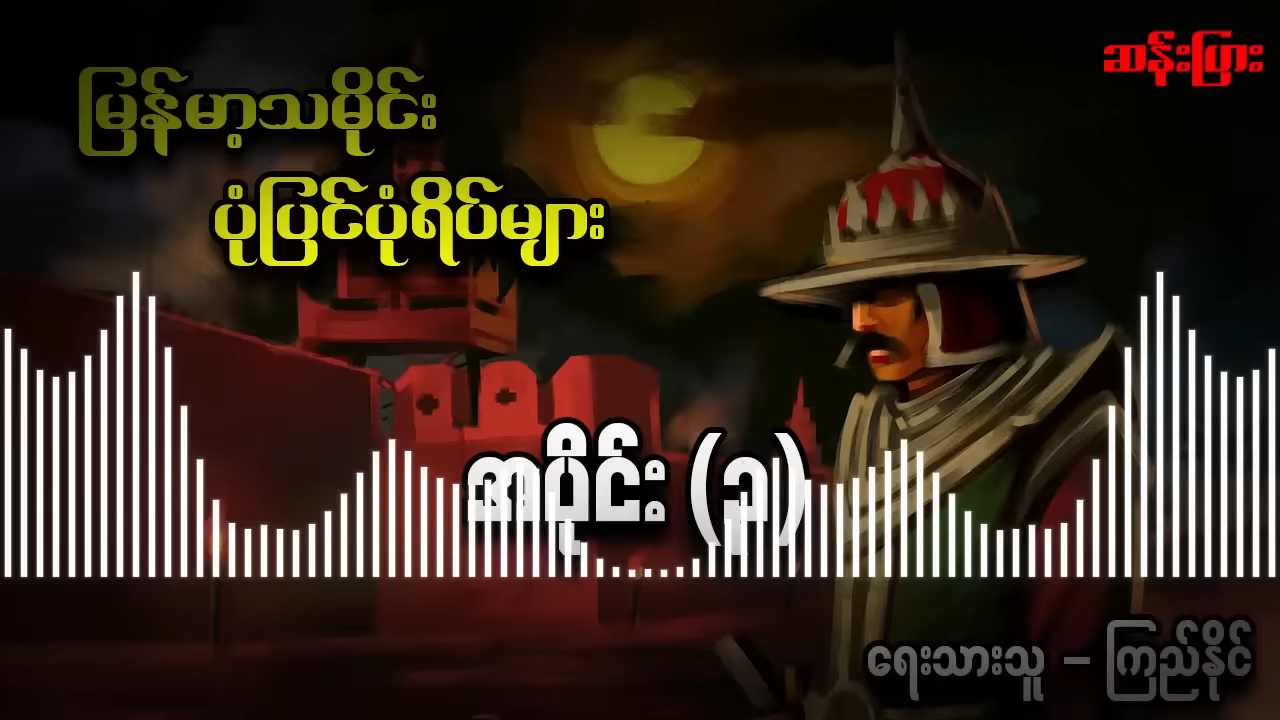 ဆန်းပြား
မြန်မာ့သမိုင်း
ပုံပြင်ပုံရိပ်များ
အပိုင်း (၃)
ရေးသားသူ – ကြည်နိုင်